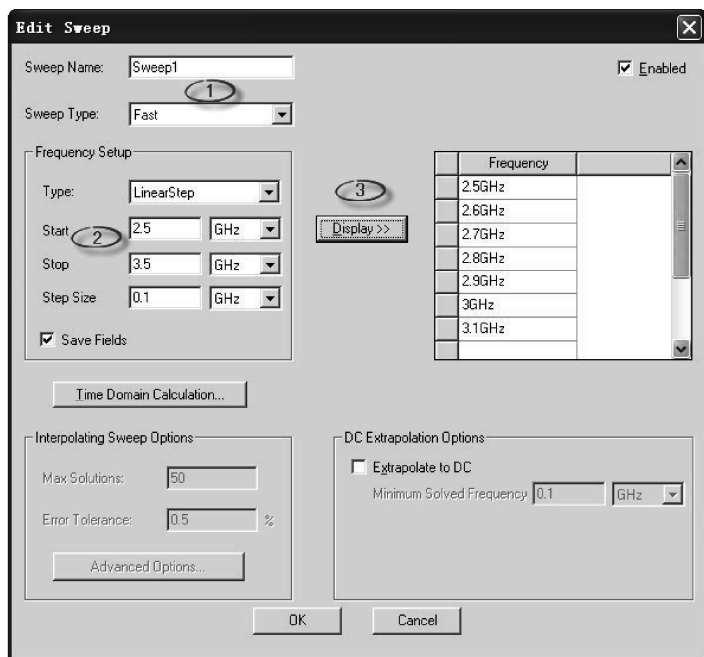 Edit Sweep
Sweep Name: Sweep1
Enabled
1
Sweep Type: Fast
Frequency Setup
Type: LinearStep
Start 2.5 GHz
2
Stop 3.5 GHz
Step Size 0.1 GHz
Save Fields
3
Display >>
Frequency
2.5GHz
2.6GHz
2.7GHz
2.8GHz
2.9GHz
3GHz
3.1GHz
Time Domain Calculation...
Interpolating Sweep Options
Max Solutions: 50
Error Tolerance: 0.5 %
Advanced Options...
DC Extrapolation Options
Extrapolate to DC
Minimum Solved Frequency 0.1 GHz
OK
Cancel